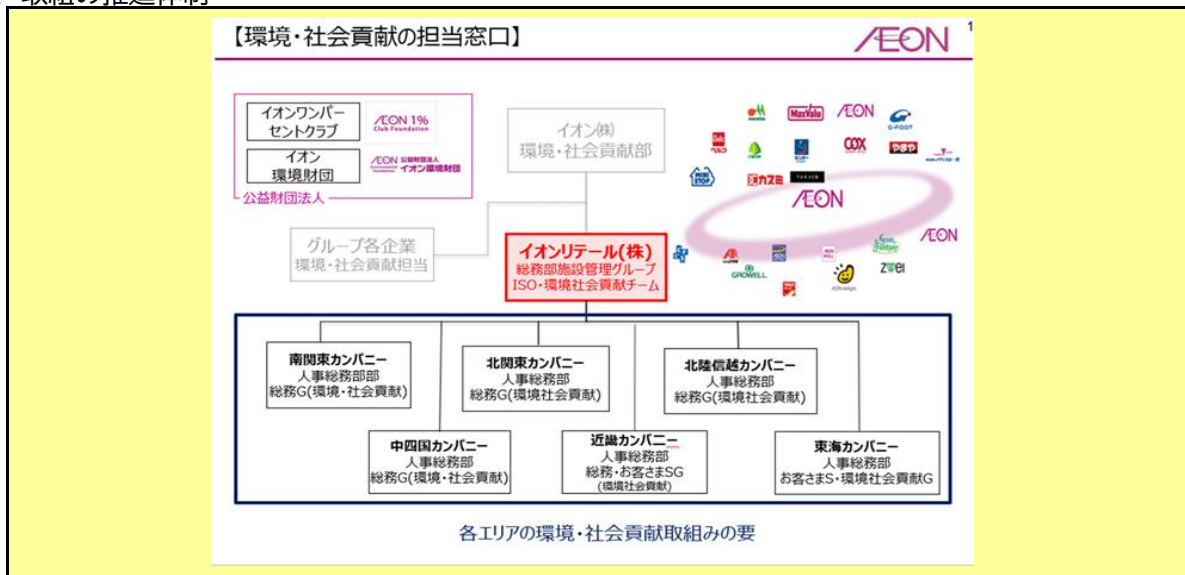 取組の推進体制
【環境・社会貢献の担当窓口】
ÆON
1
イオンワンパー
セントクラブ
ÆON 1%
Club Foundation
イオン
環境財団
ÆON 公益財団法人
イオン環境財団
公益財団法人
イオン㈱
環境・社会貢献部
グループ各企業
環境・社会貢献担当
イオンリテール(株)
総務部施設管理グループ
ISO・環境社会貢献チーム
MaxValu
ÆON
G-FOOT
COX
やまや
MINI
STOP
カスミ
ÆON
ÆON
GROWELL
zwei
南関東カンパニー
人事総務部部
総務G(環境・社会貢献)
北関東カンパニー
人事総務部
総務G(環境社会貢献)
北陸信越カンパニー
人事総務部
総務G(環境社会貢献)
中四国カンパニー
人事総務部
総務G(環境・社会貢献)
近畿カンパニー
人事総務部
総務・お客さまSG
(環境社会貢献)
東海カンパニー
人事総務部
お客さまS・環境社会貢献G
各エリアの環境・社会貢献取組みの要